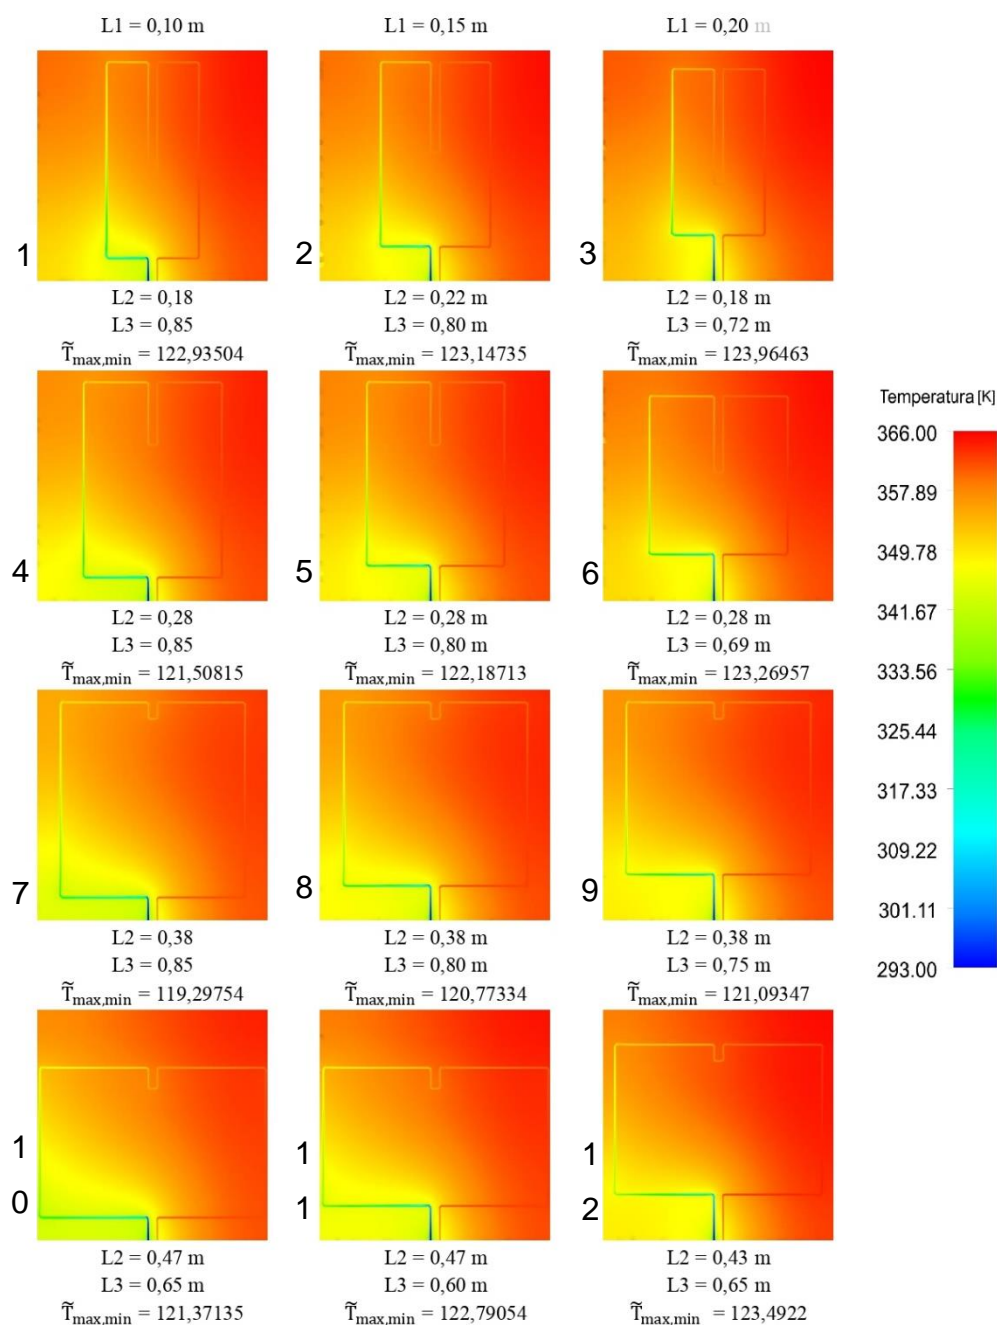 L1 = 0,10 m
L1 = 0,15 m
L1 = 0,20 m
1
2
3
L2 = 0,18
L2 = 0,22 m
L2 = 0,18 m
L3 = 0,85
L3 = 0,80 m
L3 = 0,72 m
T̃max,min = 122,93504
T̃max,min = 123,14735
T̃max,min = 123,96463
4
5
6
L2 = 0,28
L2 = 0,28 m
L2 = 0,28 m
L3 = 0,85
L3 = 0,80 m
L3 = 0,69 m
T̃max,min = 121,50815
T̃max,min = 122,18713
T̃max,min = 123,26957
7
8
9
L2 = 0,38
L2 = 0,38 m
L2 = 0,38 m
L3 = 0,85
L3 = 0,80 m
L3 = 0,75 m
T̃max,min = 119,29754
T̃max,min = 120,77334
T̃max,min = 121,09347
1
0
1
1
1
2
L2 = 0,47 m
L2 = 0,47 m
L2 = 0,43 m
L3 = 0,65 m
L3 = 0,60 m
L3 = 0,65 m
T̃max,min = 121,37135
T̃max,min = 122,79054
T̃max,min = 123,4922
Temperatura [K]
366.00
357.89
349.78
341.67
333.56
325.44
317.33
309.22
301.11
293.00